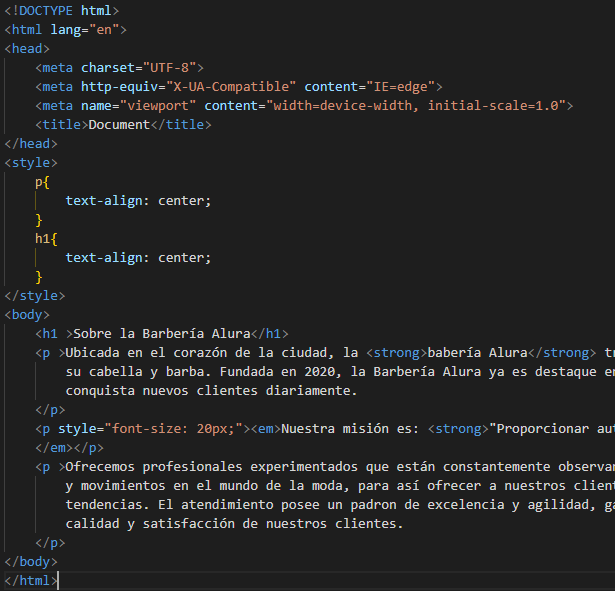 <!DOCTYPE html>
<html lang="en">
<head>
    <meta charset="UTF-8">
    <meta http-equiv="X-UA-Compatible" content="IE=edge">
    <meta name="viewport" content="width=device-width, initial-scale=1.0">
    <title>Document</title>
</head>
<style>
    p{
        text-align: center;
    }
    h1{
        text-align: center;
    }
</style>
<body>
    <h1 >Sobre la Barbería Alura</h1>
    <p >Ubicada en el corazón de la ciudad, la <strong>babería Alura</strong>
        su cabella y barba. Fundada en 2020, la Barbería Alura ya es destaque
        conquista nuevos clientes diariamente.
    </p>
    <p style="font-size: 20px;"><em>Nuestra misión es: <strong>"Proporcionar
    </em></p>
    <p >Ofrecemos profesionales experimentados que están constantemente
        y movimientos en el mundo de la moda, para así ofrecer a nuestros
        tendencias. El atendimiento posee un padron de excelencia y agilidad,
        calidad y satisfacción de nuestros clientes.
    </p>
</body>
</html>